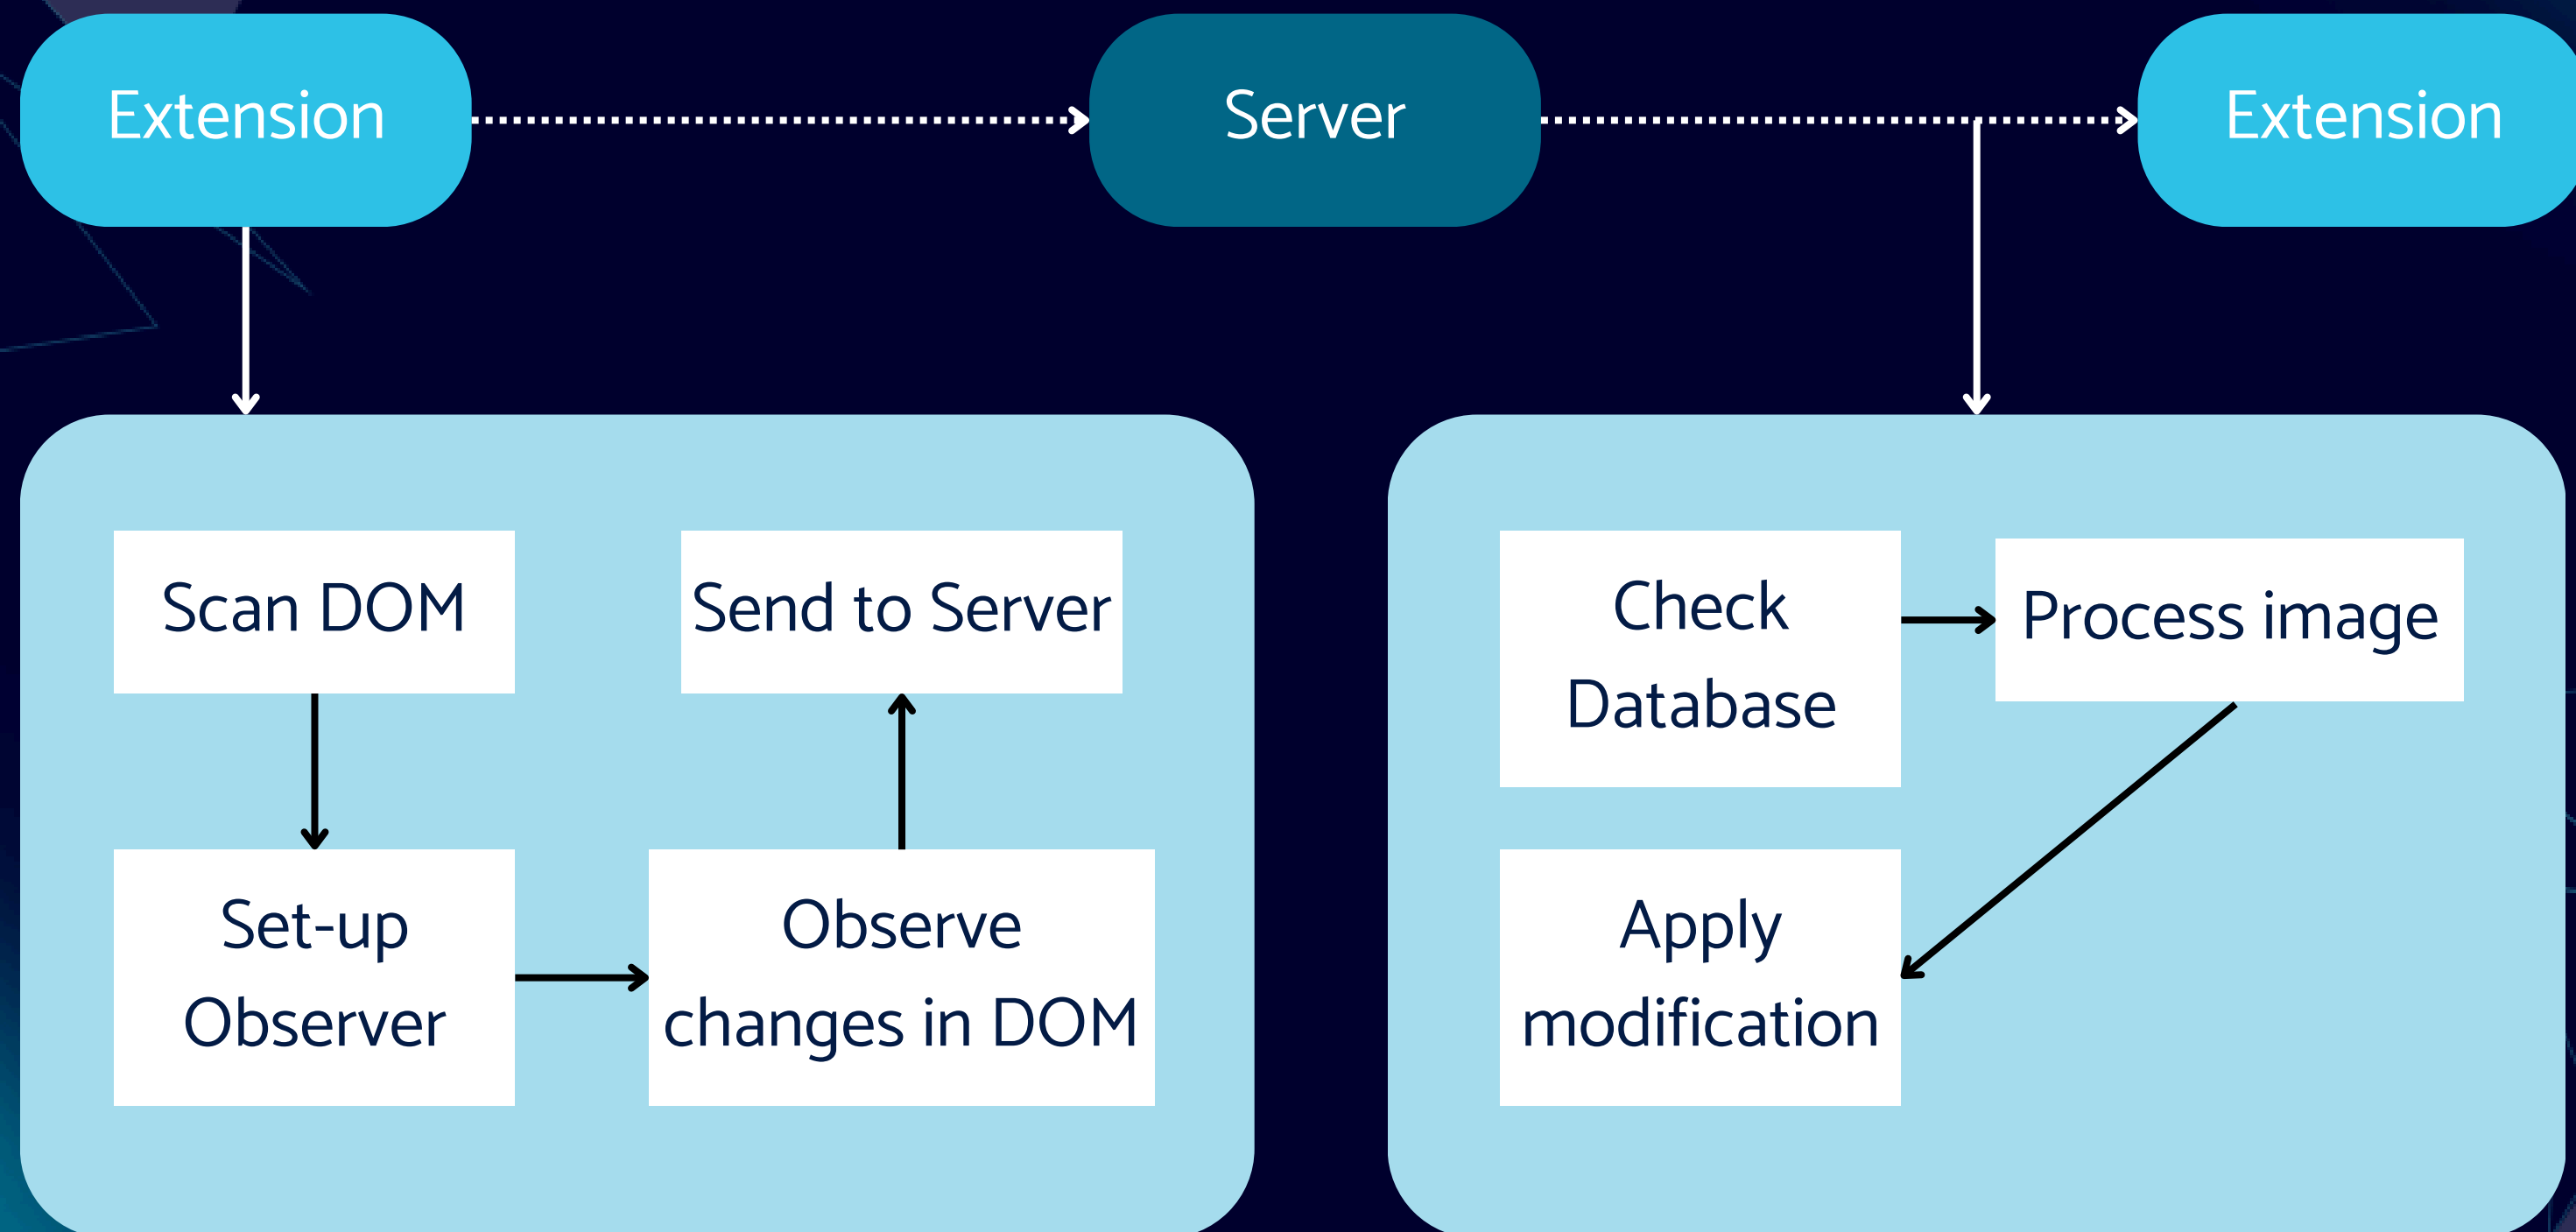 Extension
Server
Extension
Scan DOM
Send to Server
Set-up
Observer
Observe
changes in DOM
Check
Database
Process image
Apply
modification